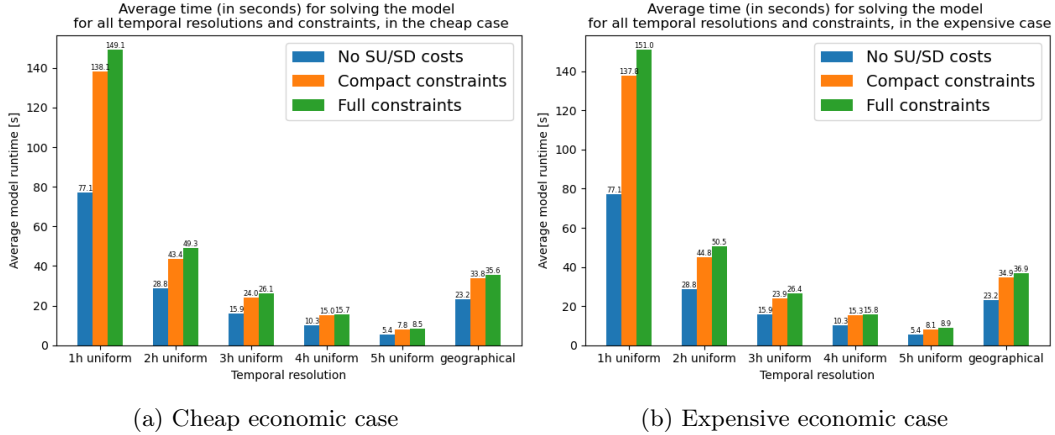 Average time (in seconds) for solving the model
for all temporal resolutions and constraints, in the cheap case
Average model runtime [s]
140
120
100
80
60
40
20
0
No SU/SD costs
Compact constraints
Full constraints
77.1
138.1
149.1
28.8
43.4
49.3
15.9
24.0
26.1
10.3
15.0
15.7
5.4
7.8
8.5
23.2
33.8
35.6
1h uniform
2h uniform
3h uniform
4h uniform
5h uniform
geographical
Temporal resolution
(a) Cheap economic case
Average time (in seconds) for solving the model
for all temporal resolutions and constraints, in the expensive case
Average model runtime [s]
140
120
100
80
60
40
20
0
No SU/SD costs
Compact constraints
Full constraints
77.1
137.8
151.0
28.8
44.8
50.5
15.9
23.9
26.4
10.3
15.3
15.8
5.4
8.1
8.9
23.2
34.9
36.9
1h uniform
2h uniform
3h uniform
4h uniform
5h uniform
geographical
Temporal resolution
(b) Expensive economic case